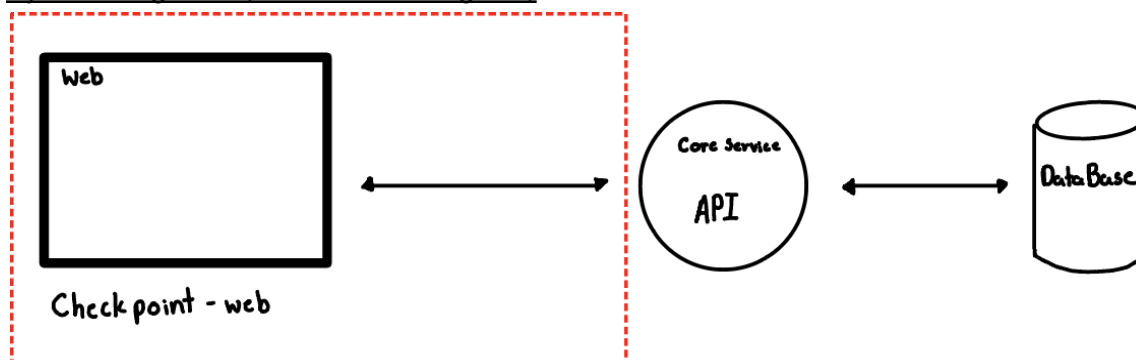 Web
Core Service
API
DataBase
Checkpoint - web